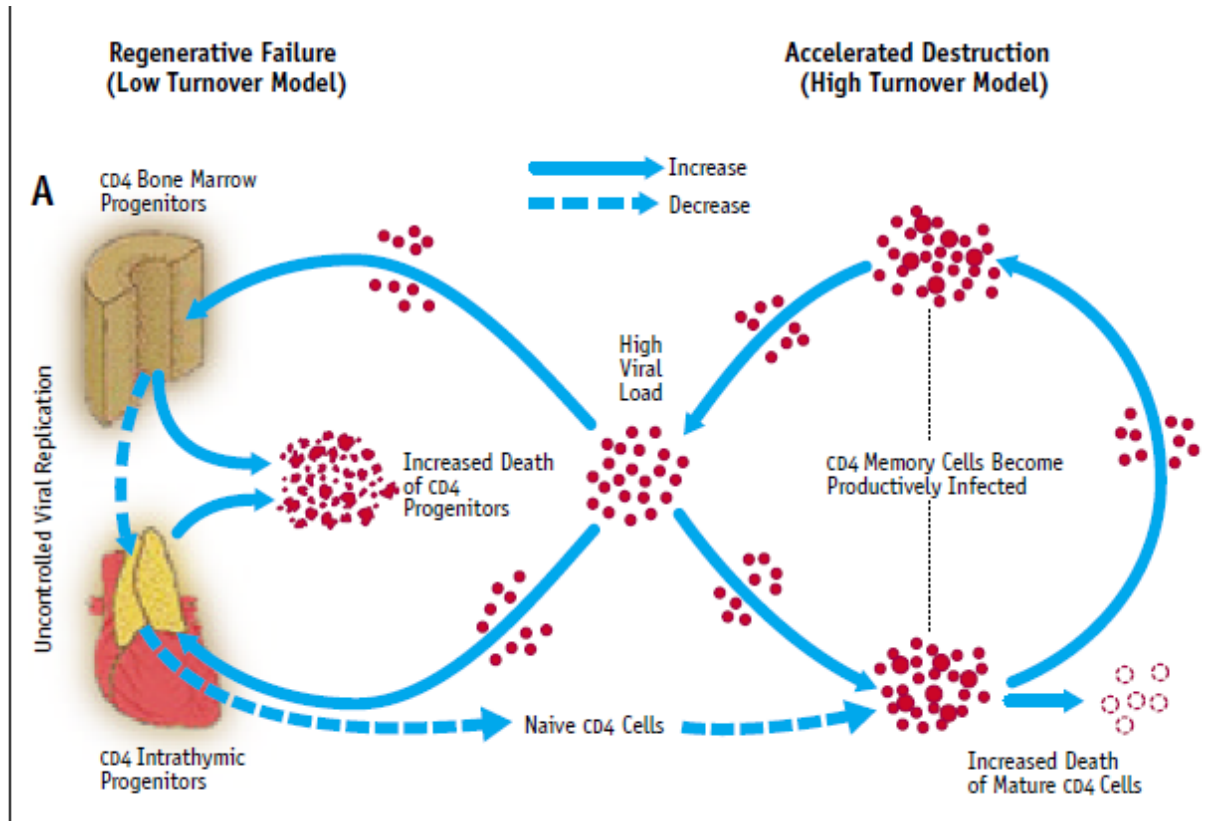 Regenerative Failure
(Low Turnover Model)
Accelerated Destruction
(High Turnover Model)
A
CD4 Bone Marrow
Progenitors
Increase
Decrease
Uncontrolled Viral Replication
High
Viral
Load
Increased Death
of CD4
Progenitors
CD4 Memory Cells Become
Productively Infected
Naive CD4 Cells
CD4 Intrathymic
Progenitors
Increased Death
of Mature CD4 Cells